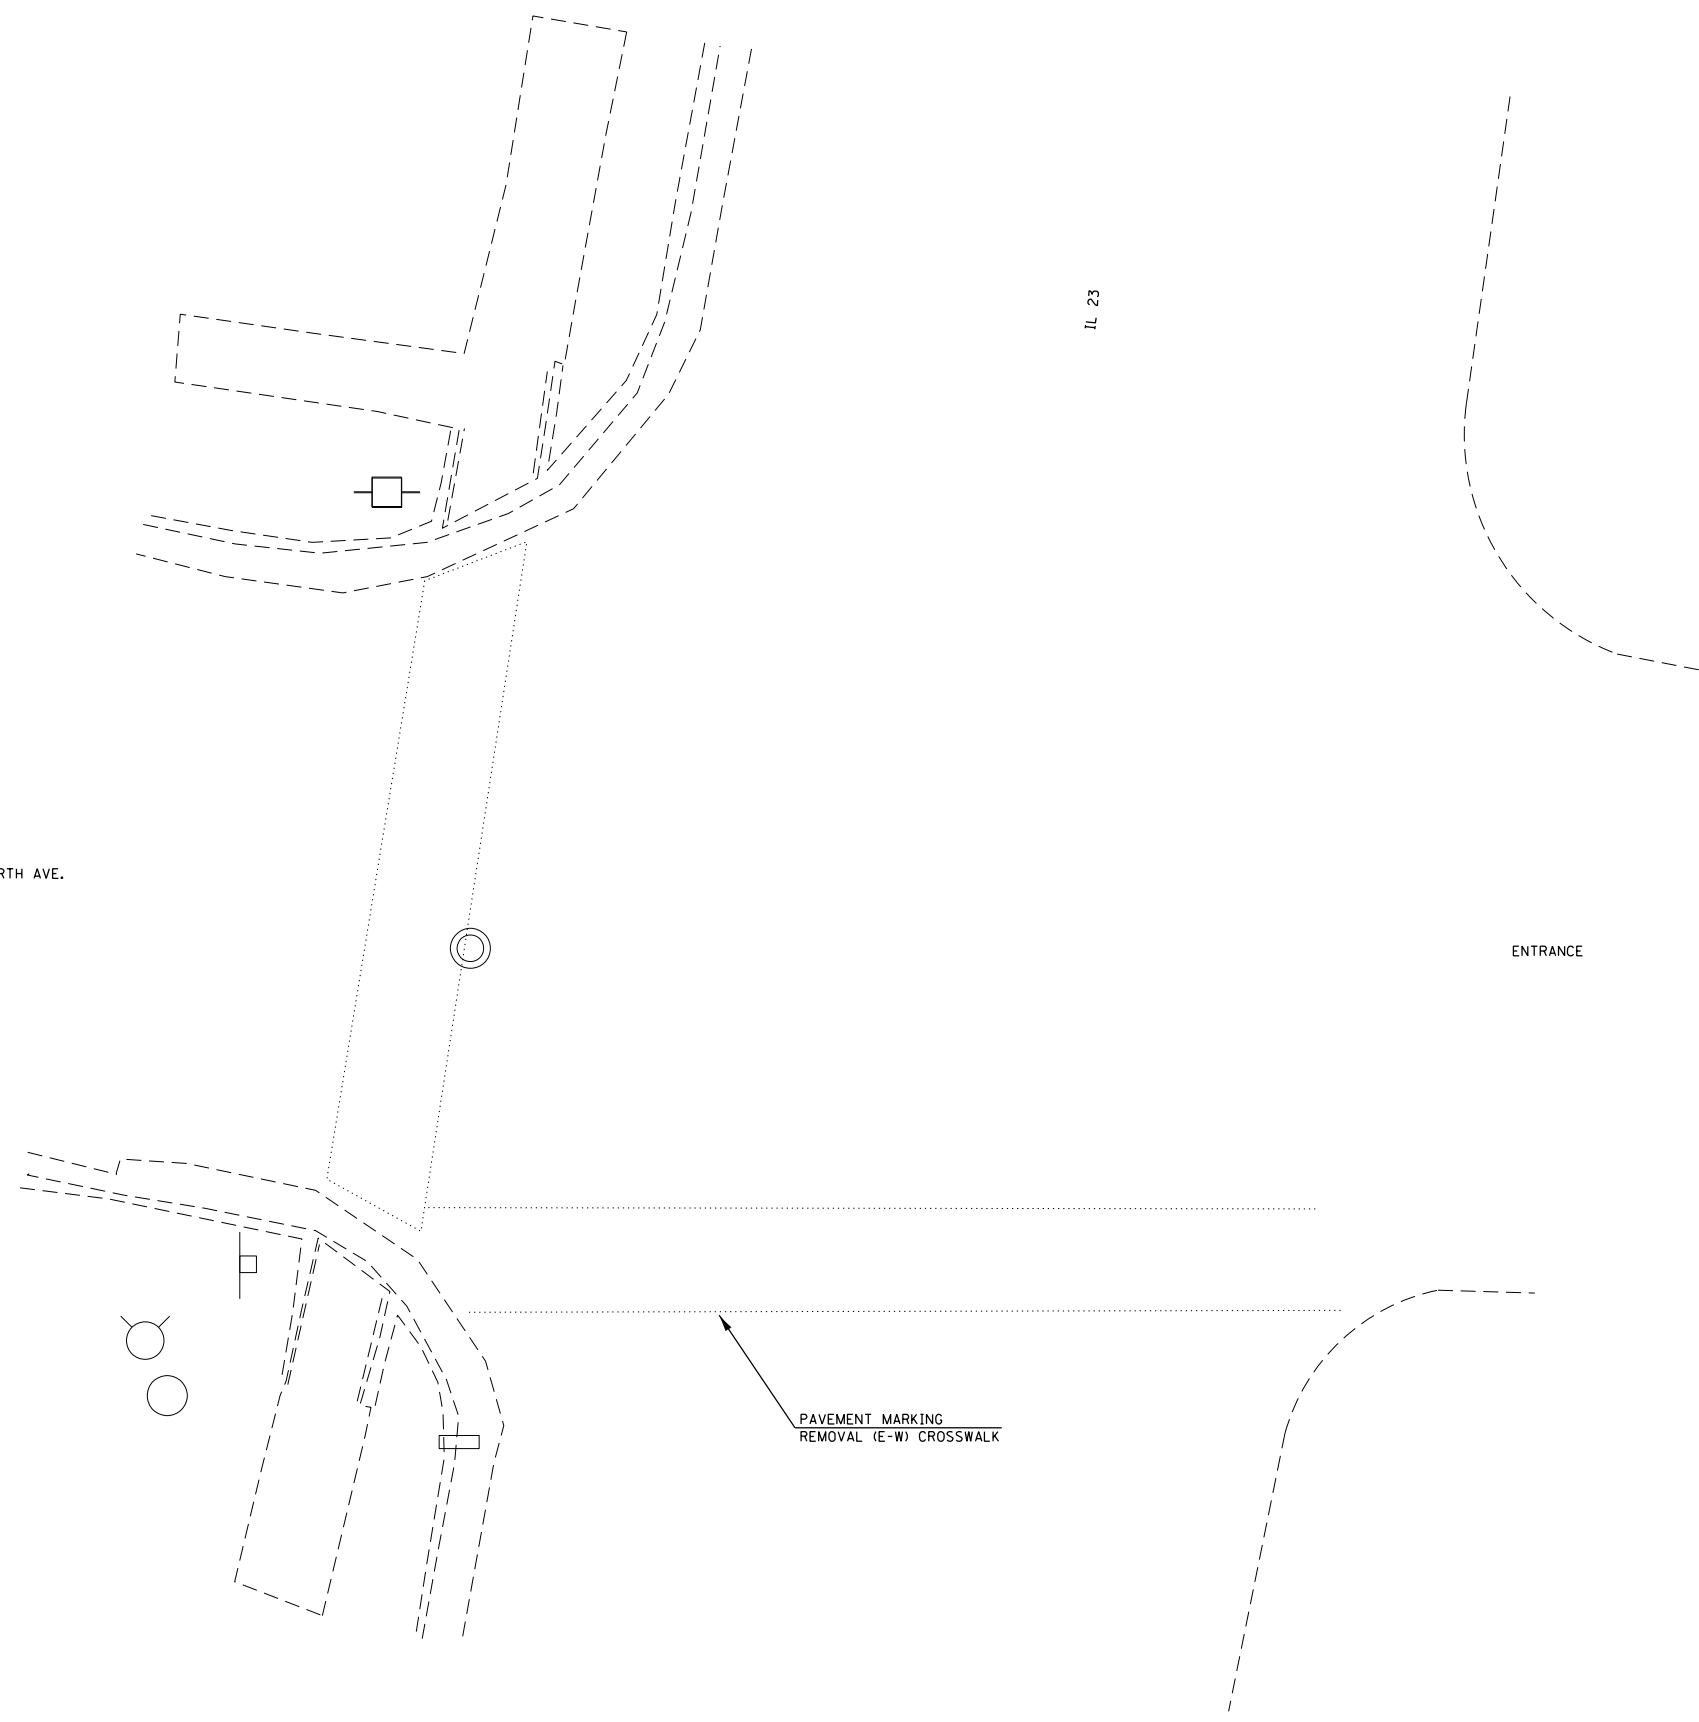 IL 23
RTH AVE.
ENTRANCE
PAVEMENT MARKING
REMOVAL (E-W) CROSSWALK